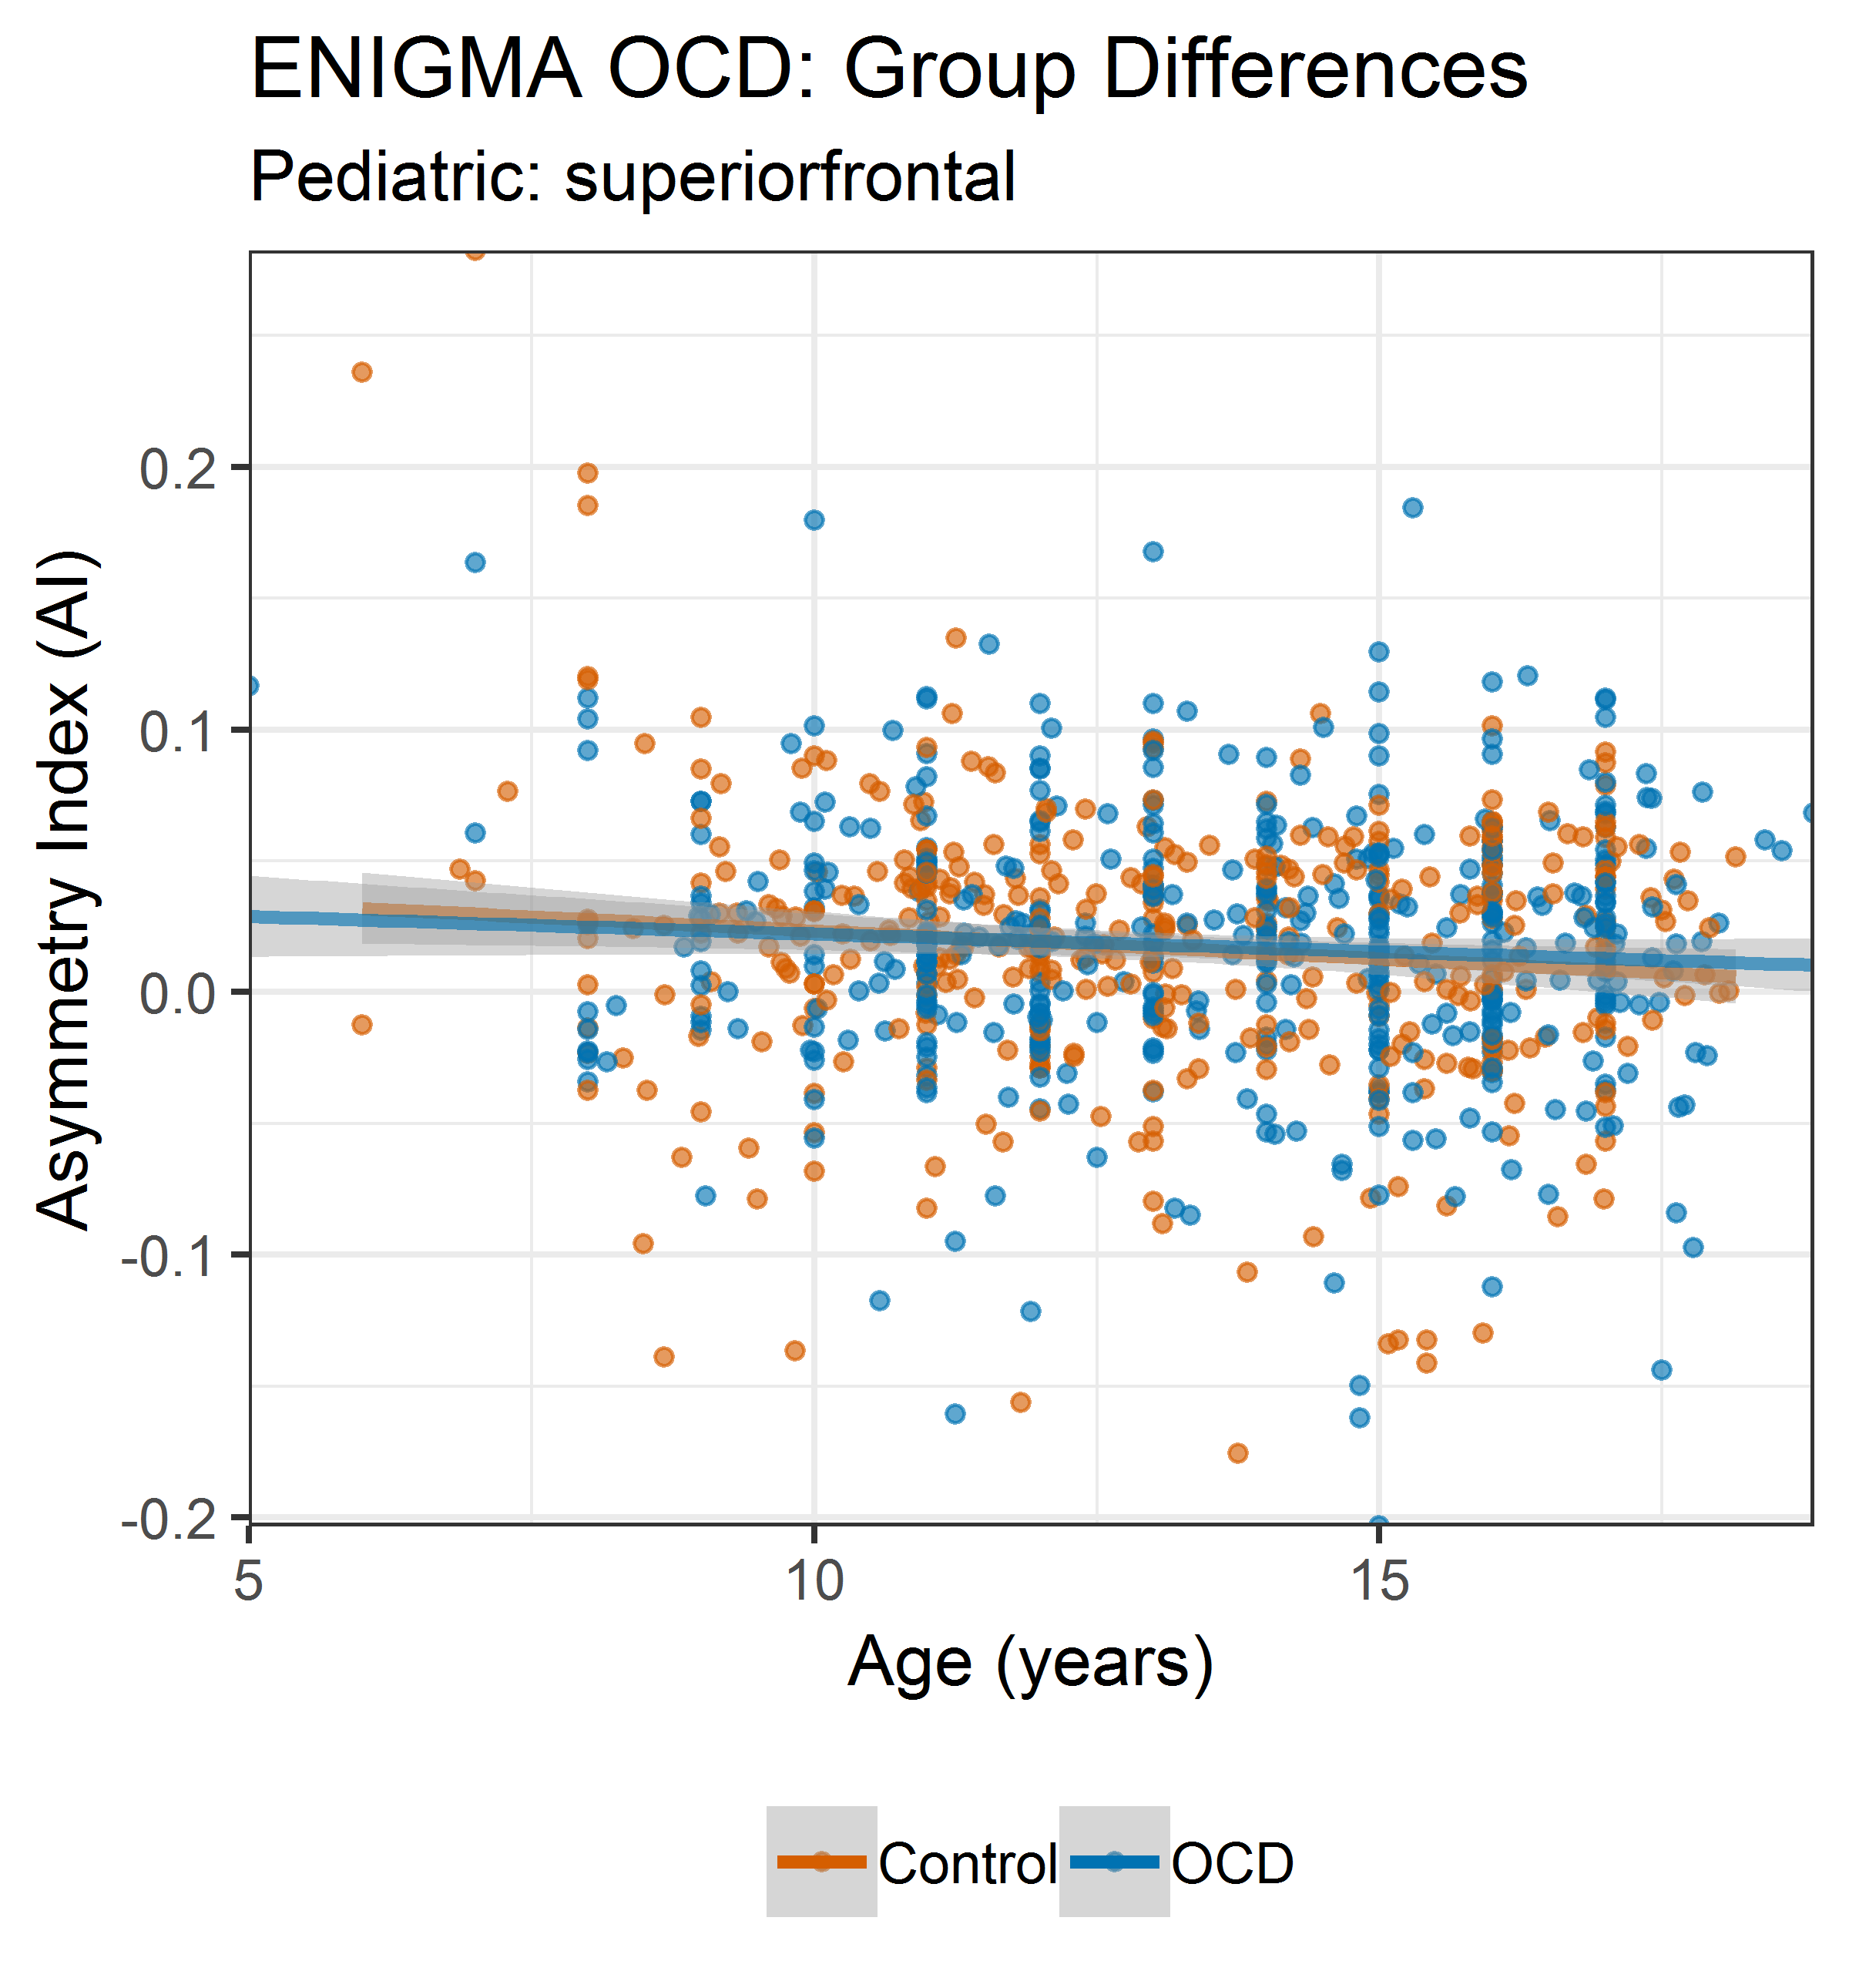 ENIGMA OCD: Group Differences
Pediatric: superiorfrontal
Asymmetry Index (AI)
0.2
0.1
0.0
-0.1
-0.2
5 10 15
Age (years)
Control OCD